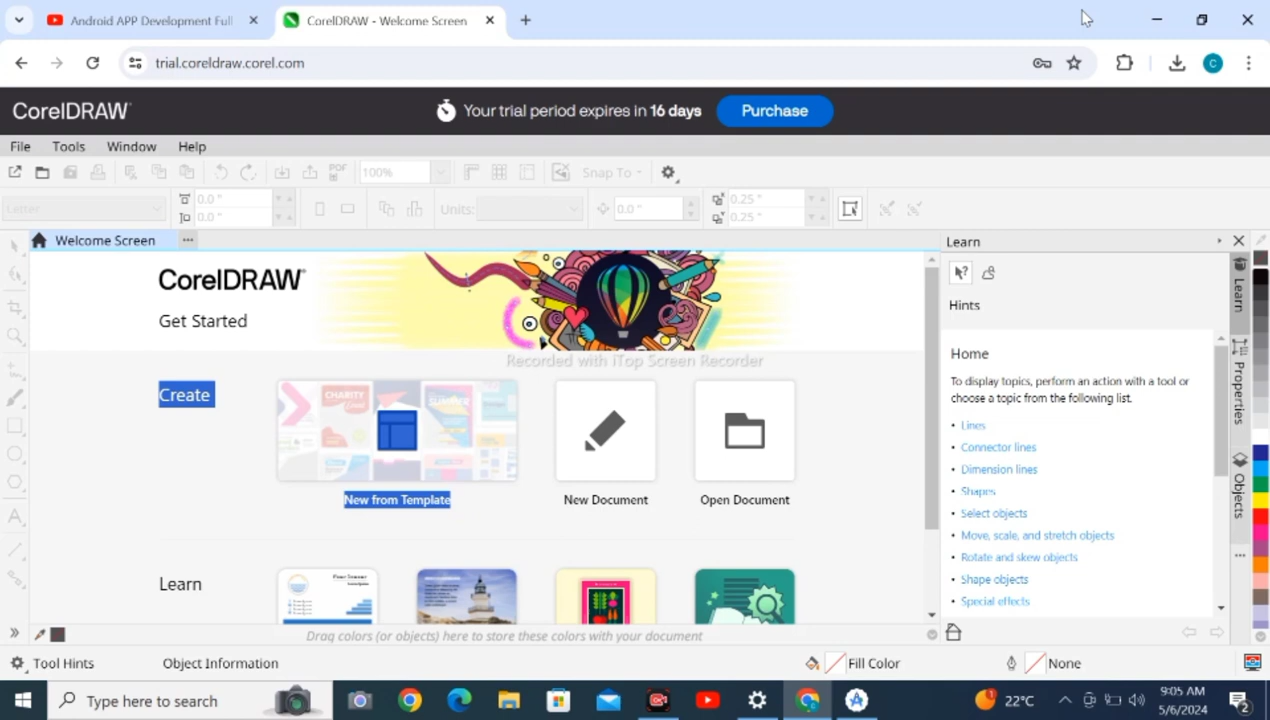 Android APP Development Full
CorelDRAW - Welcome Screen
trial.coreldraw.corel.com
C
CorelDRAW
Your trial period expires in 16 days
Purchase
File Tools Window Help
PDF
100%
Snap To
Letter
0.0 "
0.0 "
Units:
0.0 "
0.25 "
0.25 "
Welcome Screen
Learn
CorelDRAW
Get Started
Hints
Recorded with iTop Screen Recorder
Home
To display topics, perform an action with a tool or
choose a topic from the following list.
• Lines
• Connector lines
• Dimension lines
• Shapes
• Select objects
• Move, scale, and stretch objects
• Rotate and skew objects
• Shape objects
• Special effects
Create
CHARITY
New from Template
New Document
Open Document
Learn
Learn
Properties
Objects
Drag colors (or objects) here to store these colors with your document
Tool Hints
Object Information
Fill Color
None
Type here to search
22°C
9:05 AM
5/6/2024
2